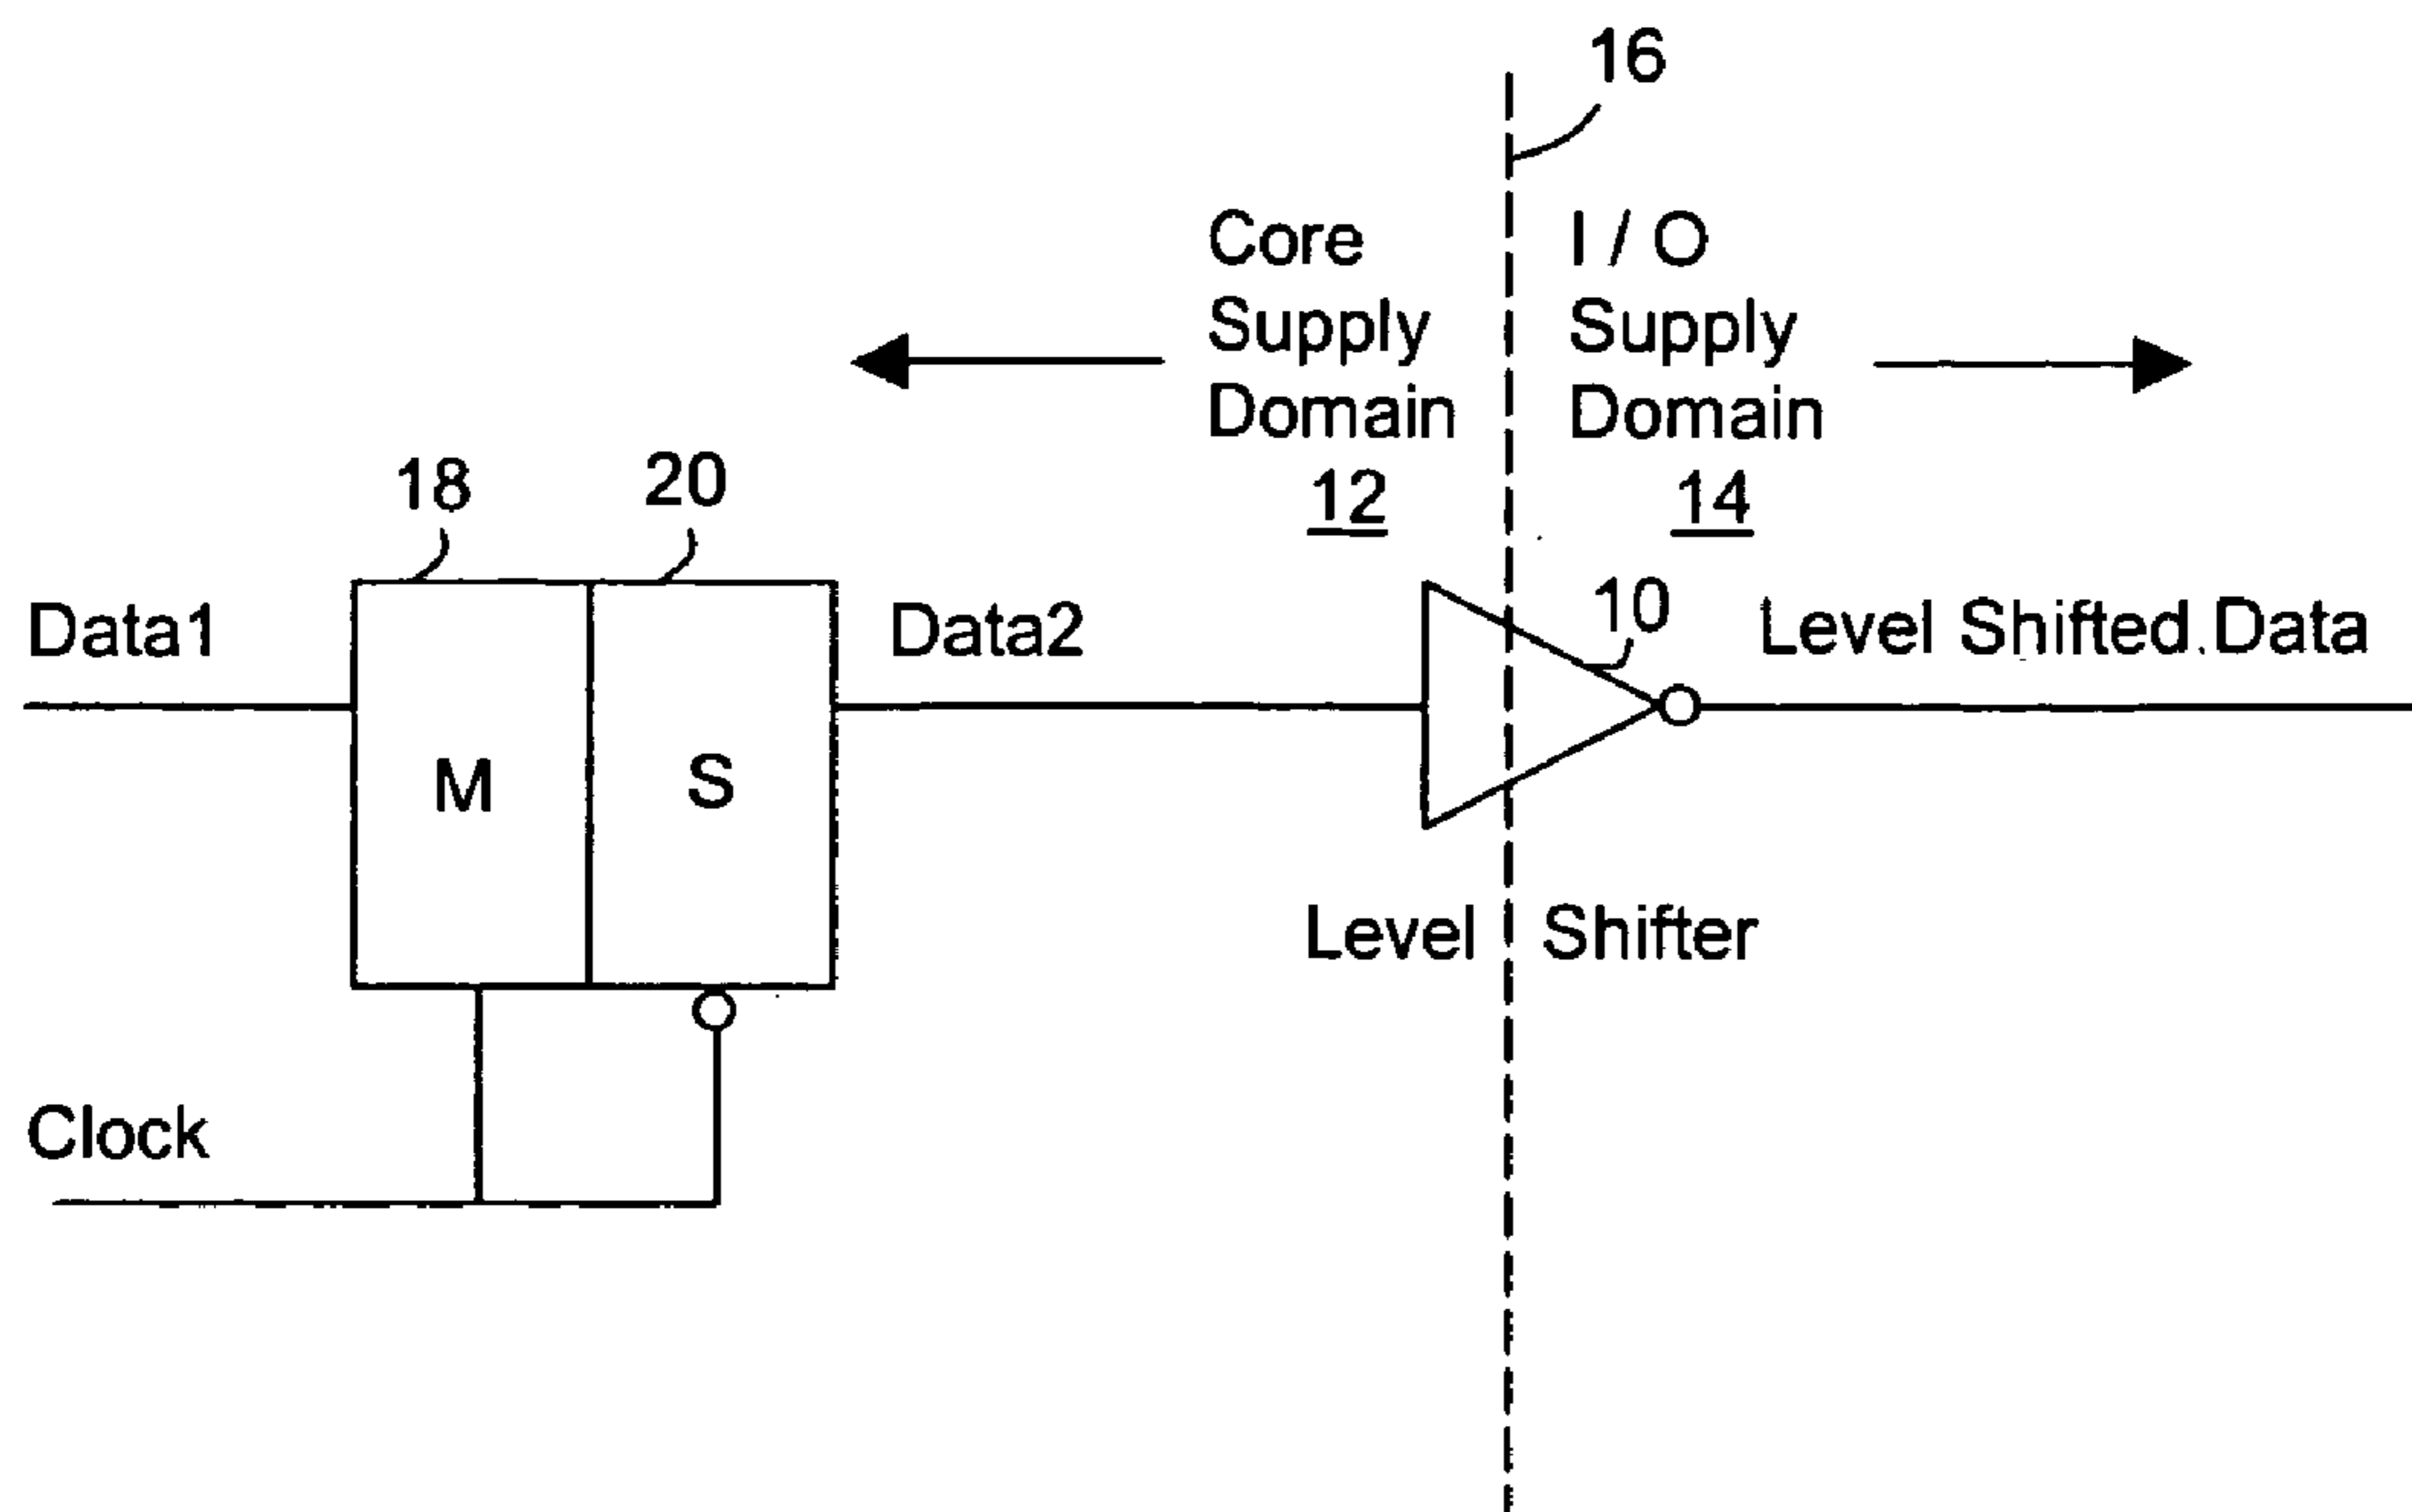 16
Core
Supply
Domain
12
I / O
Supply
Domain
14
18
20
10
Data1
Data2
Level Shifted Data
M
S
Level Shifter
Clock